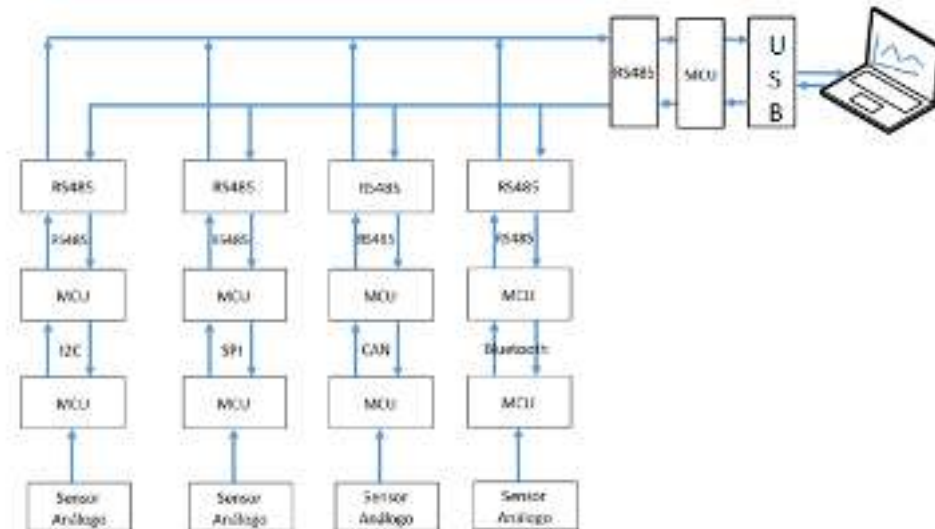 RS485
MCU
U
S
B
RS485
RS485
RS485
RS485
RS485
RS485
RS485
RS485
MCU
MCU
MCU
MCU
I2C
SPI
CAN
Bluetooth
MCU
MCU
MCU
MCU
Sensor
Análogo
Sensor
Análogo
Sensor
Análogo
Sensor
Análogo